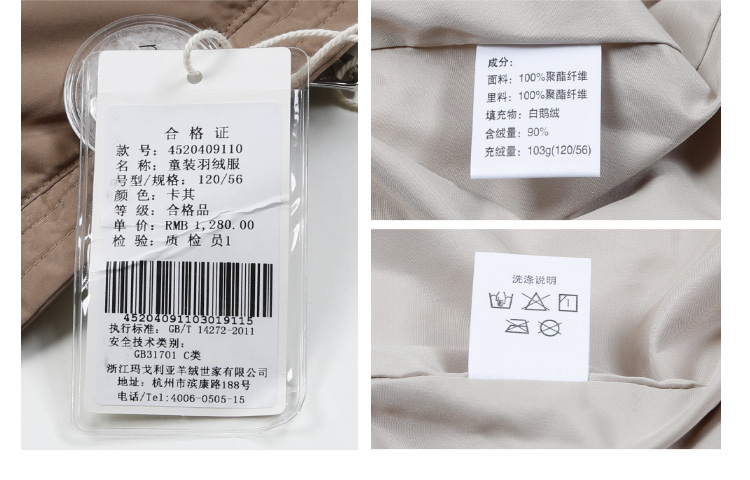 合格证
款号: 4520409110
名称: 童装羽绒服
号型/规格: 120/56
颜色: 卡其
等级: 合格品
单价: RMB 1,280.00
检验: 质检员1
45204091103019115
执行标准: GB/T 14272-2011
安全技术类别:
GB31701 C类
浙江玛戈利亚羊绒世家有限公司
地址: 杭州市滨康路188号
电话/Tel:4006-0505-15
成分:
面料: 100%聚酯纤维
里料: 100%聚酯纤维
填充物: 白鹅绒
含绒量: 90%
充绒量: 103g(120/56)
洗涤说明